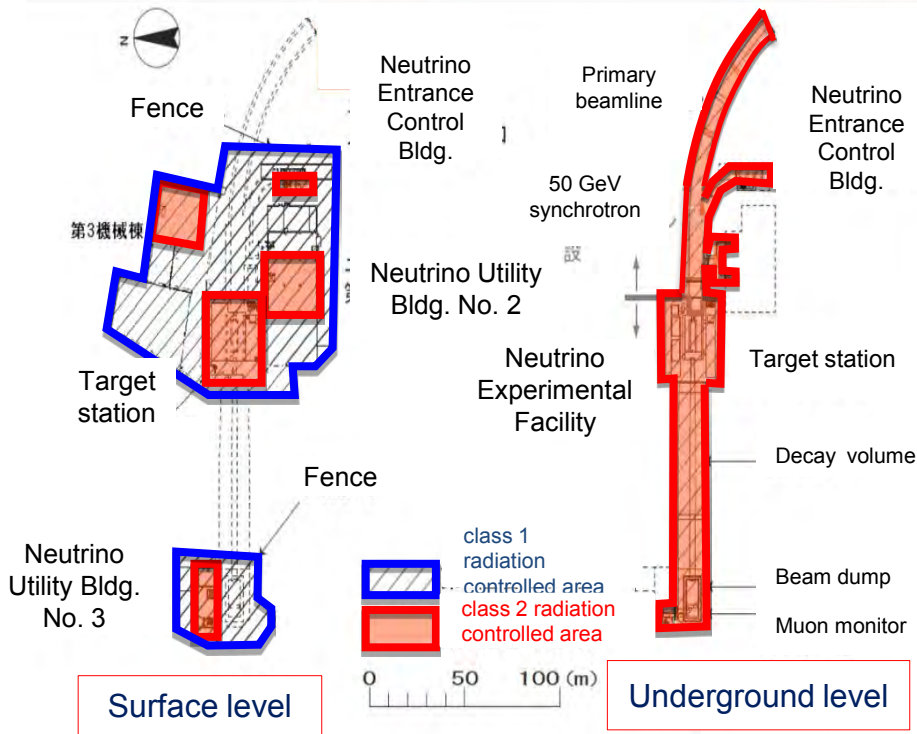 N
Fence
Neutrino
Entrance
Control
Bldg.
第3機械棟
Neutrino Utility
Bldg. No. 2
Target
station
Fence
Neutrino
Utility Bldg.
No. 3
class 1
radiation
controlled area
class 2 radiation
controlled area
0 50 100 (m)
Surface level
Primary
beamline
Neutrino
Entrance
Control
Bldg.
50 GeV
synchrotron
設
Neutrino
Experimental
Facility
Target station
Decay volume
Beam dump
Muon monitor
Underground level